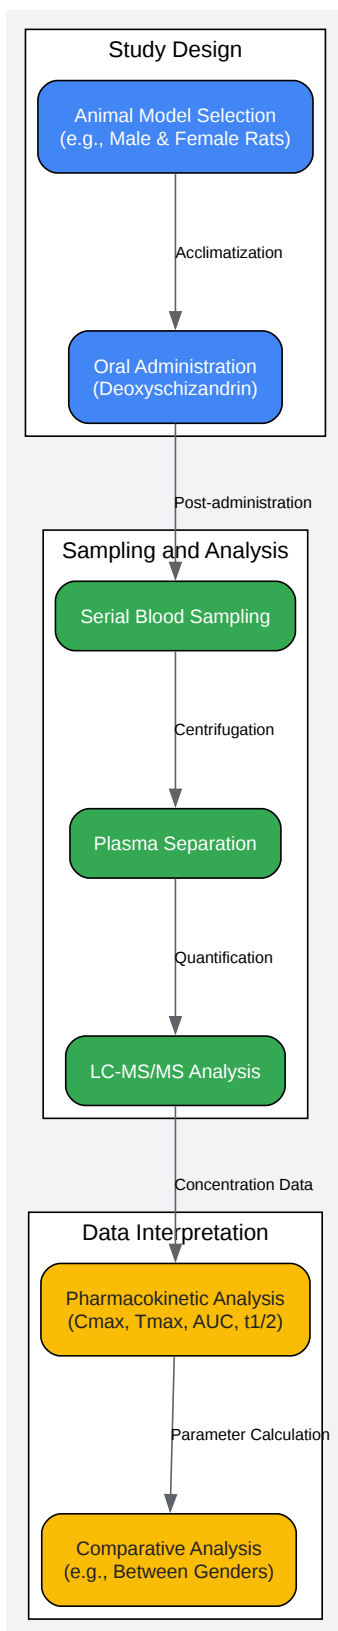 Study Design
Animal Model Selection
(e.g., Male & Female Rats)
Acclimatization
Oral Administration
(Deoxyschizandrin)
Post-administration
Sampling and Analysis
Serial Blood Sampling
Centrifugation
Plasma Separation
Quantification
LC-MS/MS Analysis
Concentration Data
Data Interpretation
Pharmacokinetic Analysis
(Cmax, Tmax, AUC, t1/2)
Parameter Calculation
Comparative Analysis
(e.g., Between Genders)